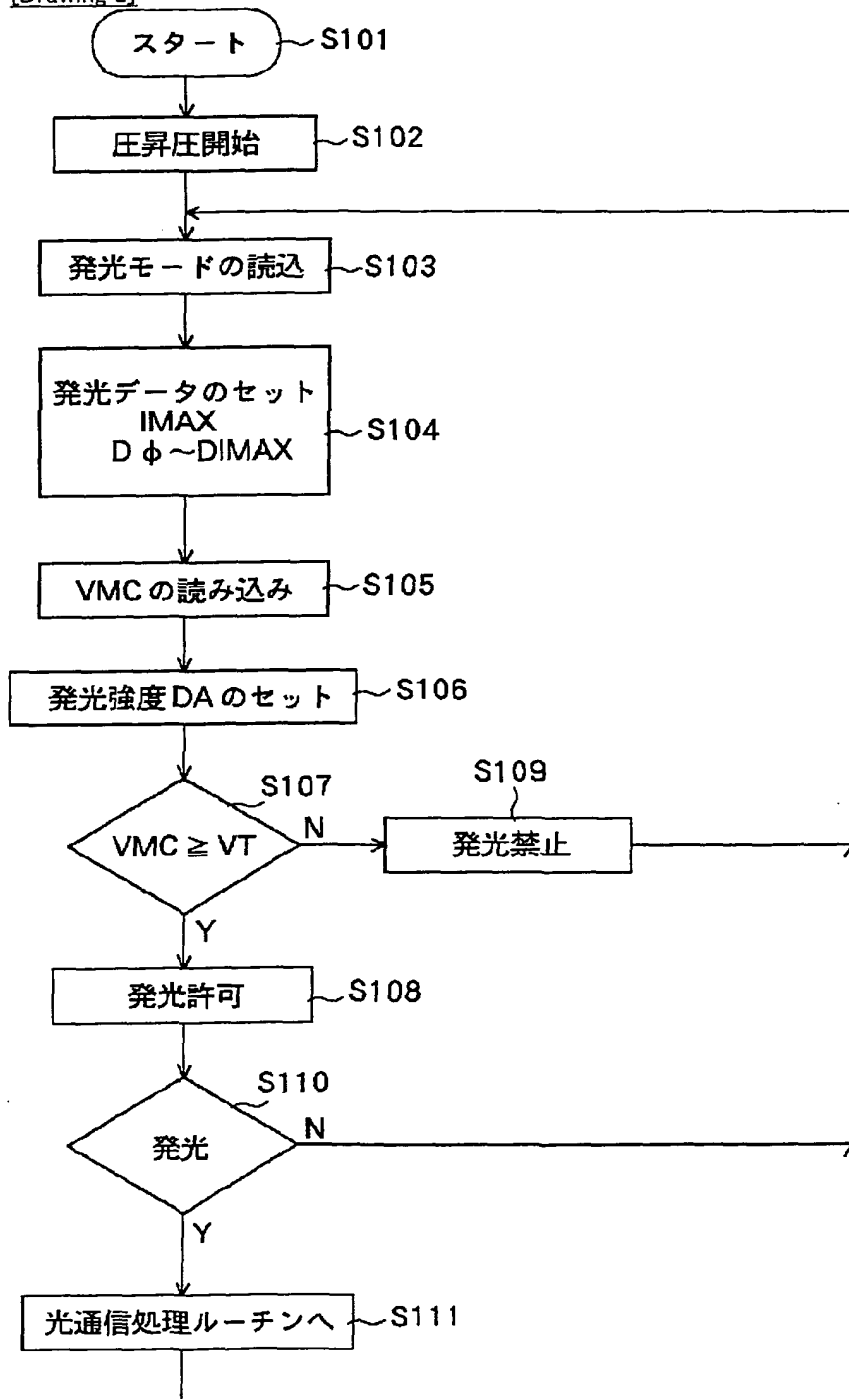 スタート S101
圧昇圧開始 S102
発光モードの読込 S103
発光データのセット
IMAX
Dφ～DIMAX
S104
VMCの読み込み S105
発光強度DAのセット S106
S107
VMC ≧ VT
N
Y
S109
発光禁止
発光許可 S108
S110
発光
N
Y
光通信処理ルーチンへ S111